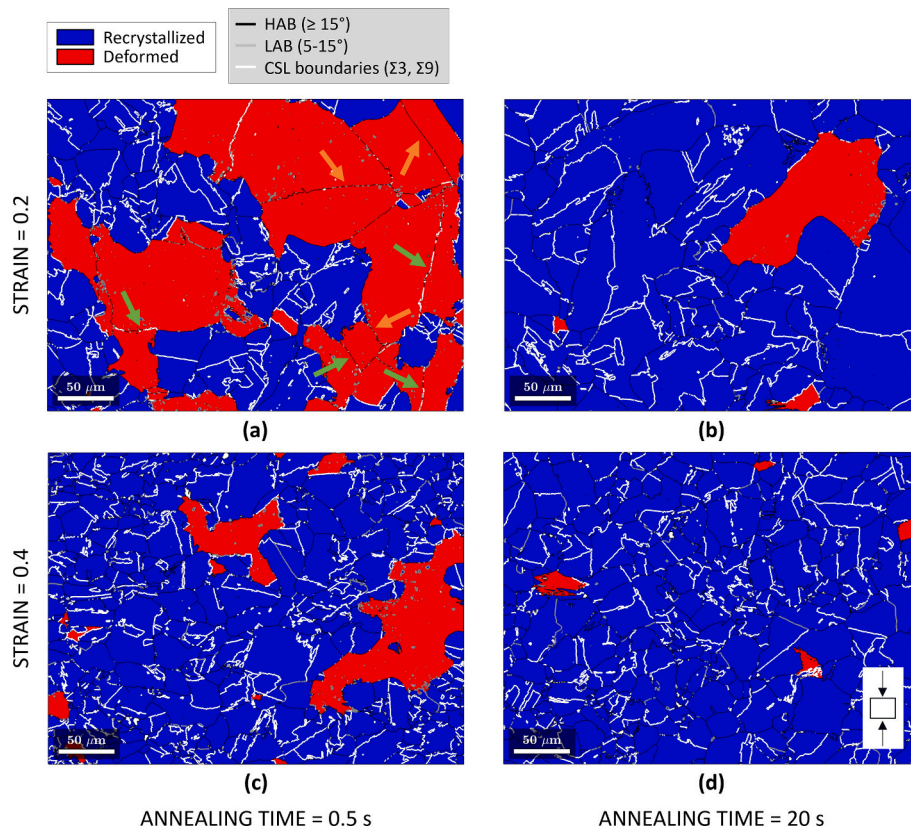 Recrystallized
Deformed
HAB (≥ 15°)
LAB (5-15°)
CSL boundaries (Σ3, Σ9)
STRAIN = 0.2
50 μm
(a)
50 μm
(b)
STRAIN = 0.4
50 μm
(c)
50 μm
(d)
ANNEALING TIME = 0.5 s
ANNEALING TIME = 20 s